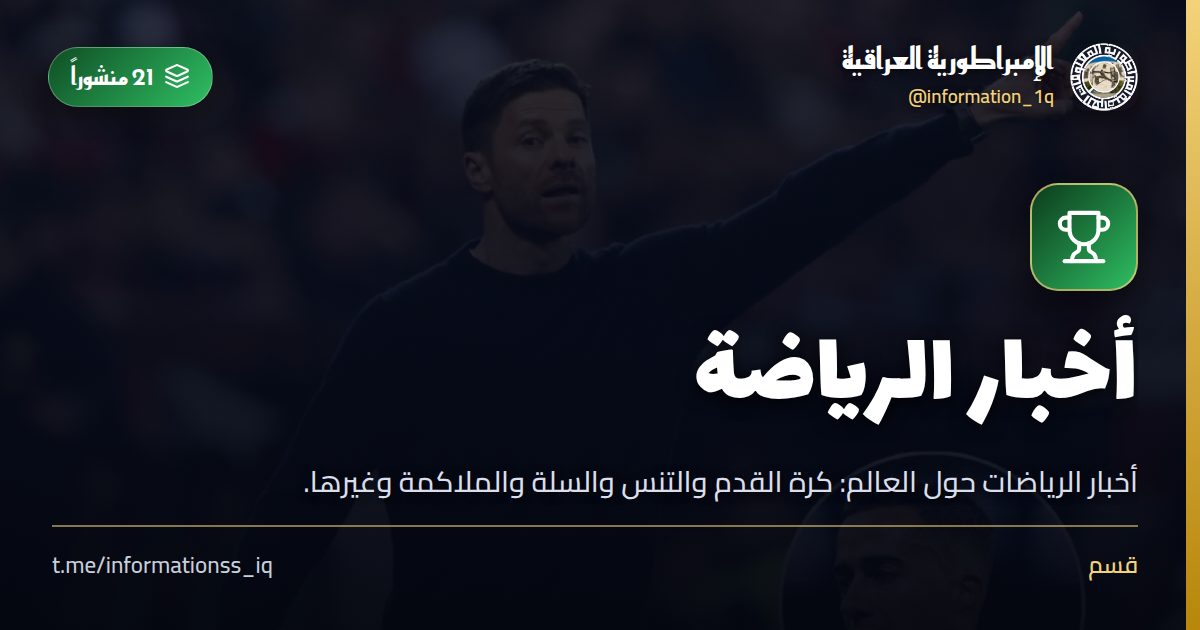 الإمبراطورية العراقية
@information_1q
21 منشوراً
أخبار الرياضة
أخبار الرياضات حول العالم: كرة القدم والتنس والسلة والملاكمة وغيرها.
قسم
t.me/informationss_iq